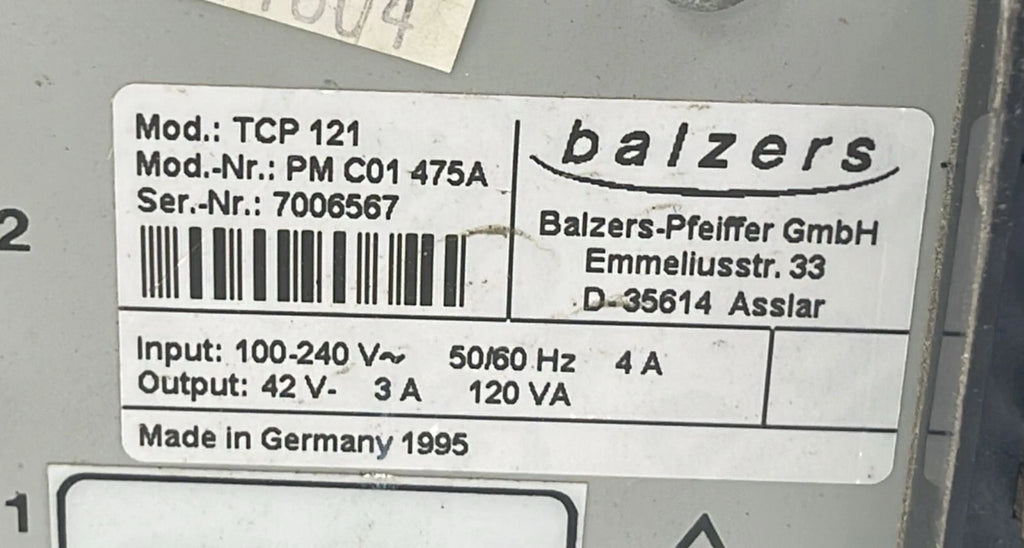 Mod.: TCP 121
Mod.-Nr.: PM C01 475A
Ser.-Nr.: 7006567
balzers
Balzers-Pfeiffer GmbH
Emmeliusstr. 33
D-35614 Asslar
Input: 100-240 V~ 50/60 Hz 4 A
Output: 42 V- 3 A 120 VA
Made in Germany 1995
2
1